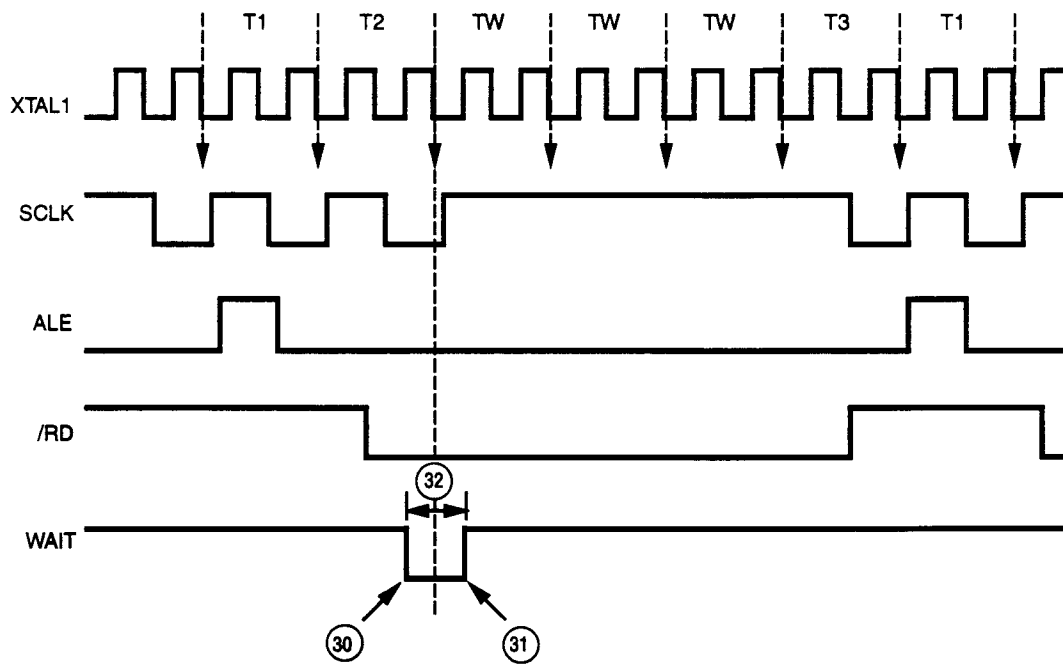 T1 T2 TW TW TW T3 T1
XTAL1
SCLK
ALE
/RD
32
WAIT
30 31